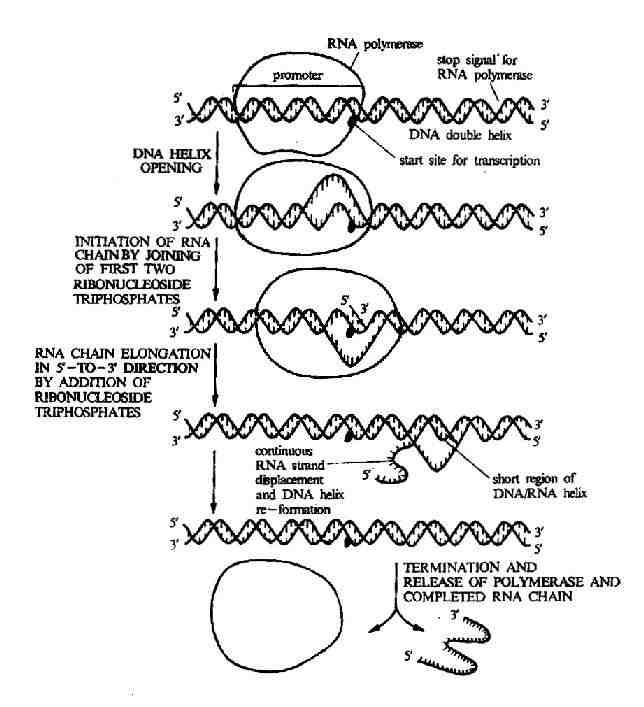 RNA polymerase
promoter
stop signal for
RNA polymerase
5'
3'
3'
5'
DNA double helix
start site for transcription
DNA HELIX
OPENING
5'
3'
3'
5'
INITIATION OF RNA
CHAIN BY JOINING
OF FIRST TWO
RIBONUCLEOSIDE
TRIPHOSPHATES
5'
3'
5'
3'
3'
5'
RNA CHAIN ELONGATION
IN 5'-TO-3' DIRECTION
BY ADDITION OF
RIBONUCLEOSIDE
TRIPHOSPHATES
5'
3'
3'
5'
continuous
RNA strand
displacement
and DNA helix
re-formation
5'
short region of
DNA/RNA helix
5'
3'
3'
5'
TERMINATION AND
RELEASE OF POLYMERASE AND
COMPLETED RNA CHAIN
3'
5'